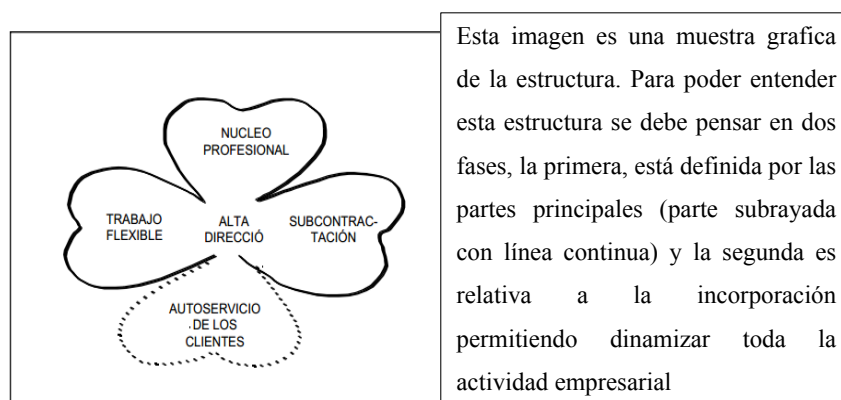 NUCLEO
PROFESIONAL
TRABAJO
FLEXIBLE
ALTA
DIRECCIÓ
SUBCONTRAC-
TACIÓN
AUTOSERVICIO
DE LOS
CLIENTES
Esta imagen es una muestra grafica
de la estructura. Para poder entender
esta estructura se debe pensar en dos
fases, la primera, está definida por las
partes principales (parte subrayada
con línea continua) y la segunda es
relativa a la incorporación
permitiendo dinamizar toda la
actividad empresarial